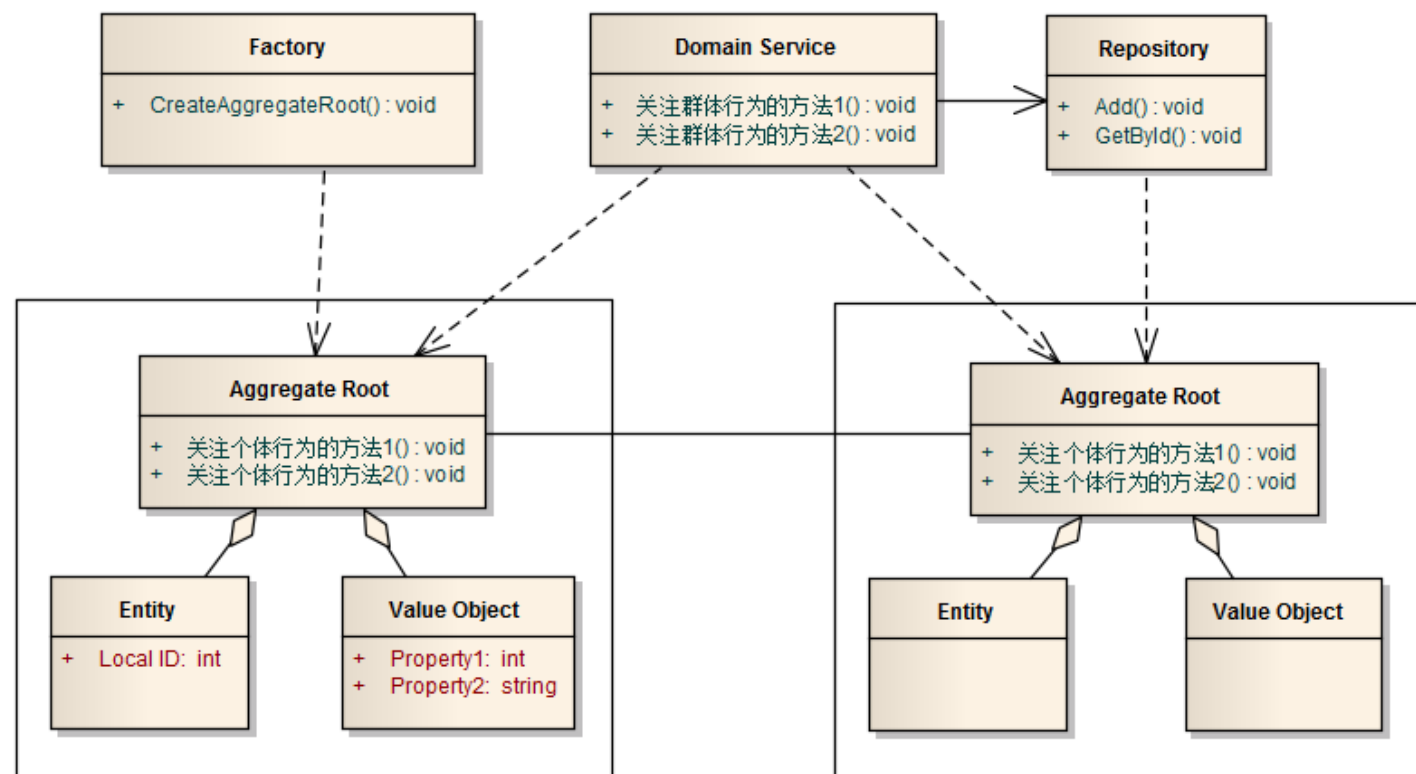 Factory
+ CreateAggregateRoot() : void
Domain Service
+ 关注群体行为的方法1() : void
+ 关注群体行为的方法2() : void
Repository
+ Add() : void
+ GetById() : void
Aggregate Root
+ 关注个体行为的方法1() : void
+ 关注个体行为的方法2() : void
Aggregate Root
+ 关注个体行为的方法1() : void
+ 关注个体行为的方法2() : void
Entity
+ Local ID: int
Value Object
+ Property1: int
+ Property2: string
Entity
Value Object